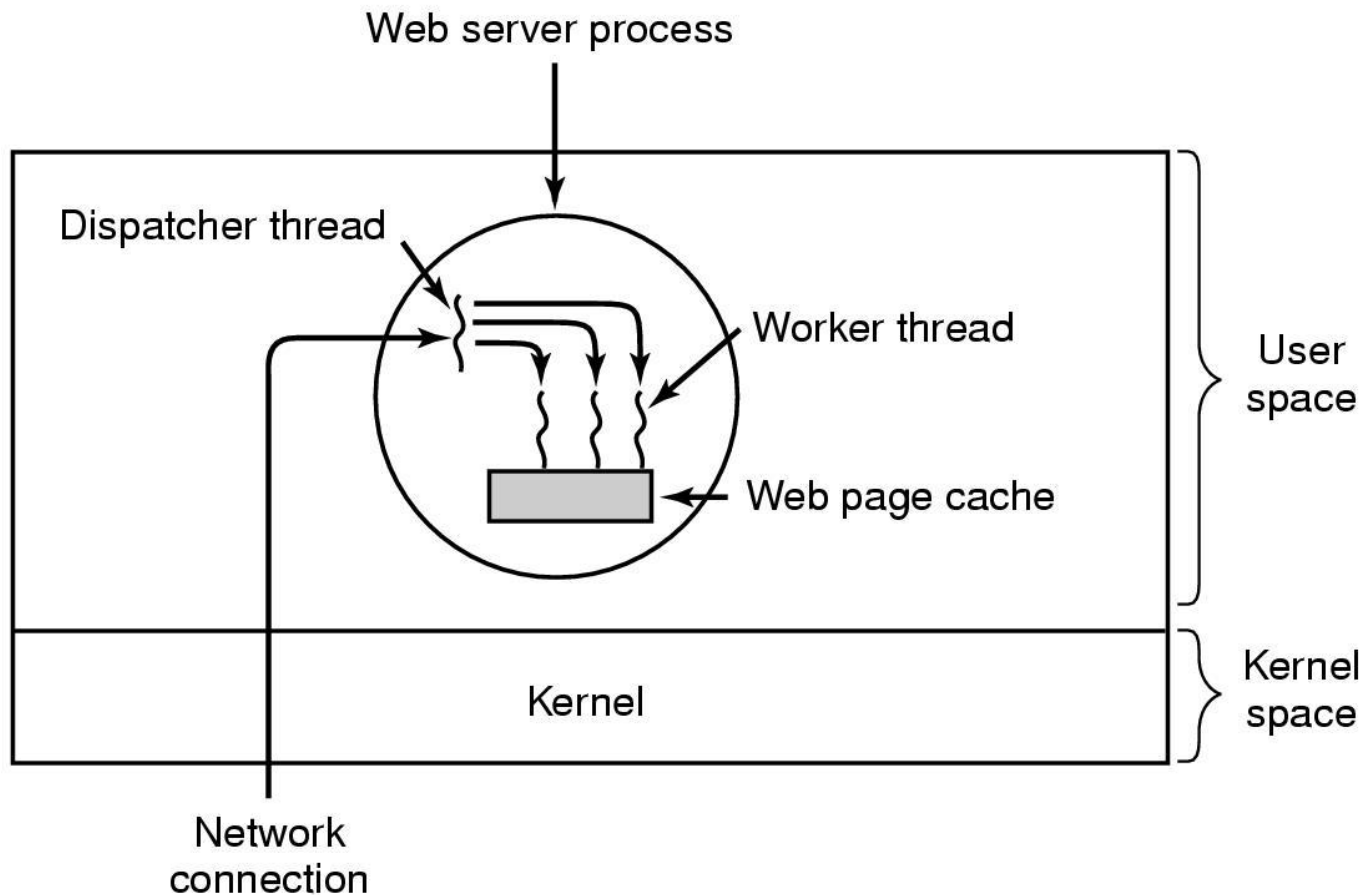 Web server process
Dispatcher thread
Worker thread
User
space
Web page cache
Kernel
Kernel
space
Network
connection